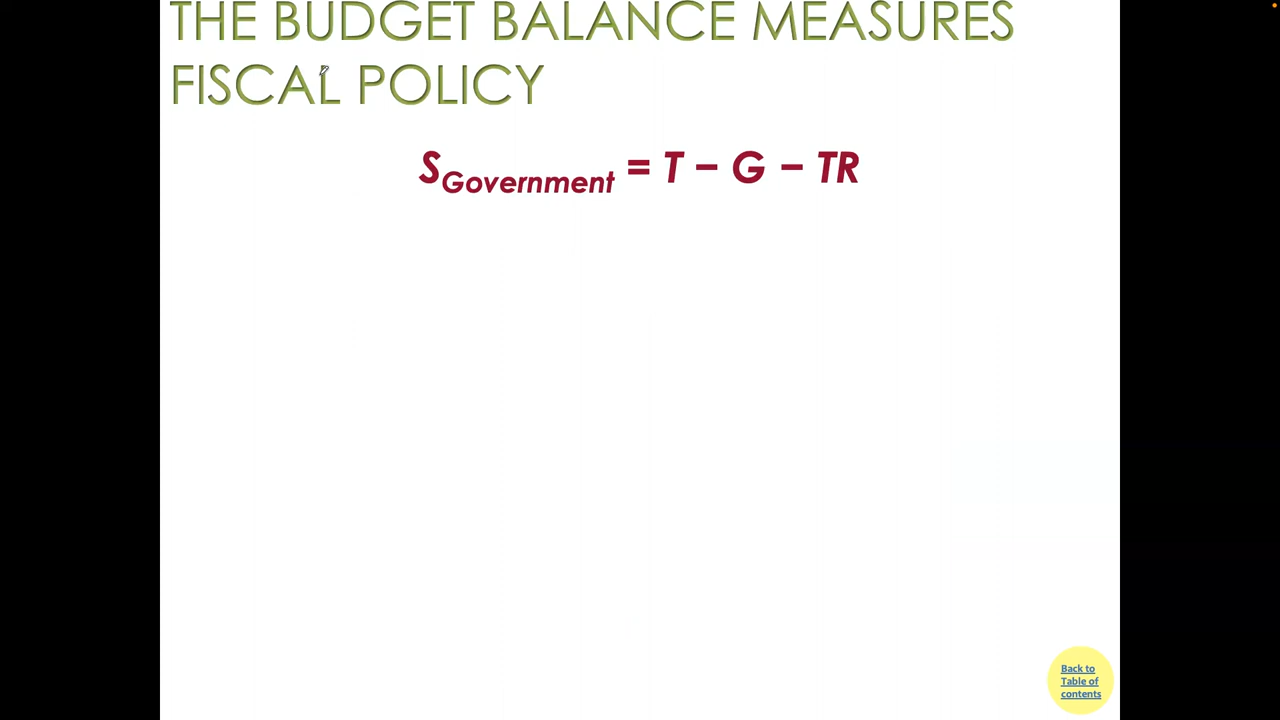 THE BUDGET BALANCE MEASURES
FISCAL POLICY
SGovernment = T − G − TR
Back to
Table of
contents